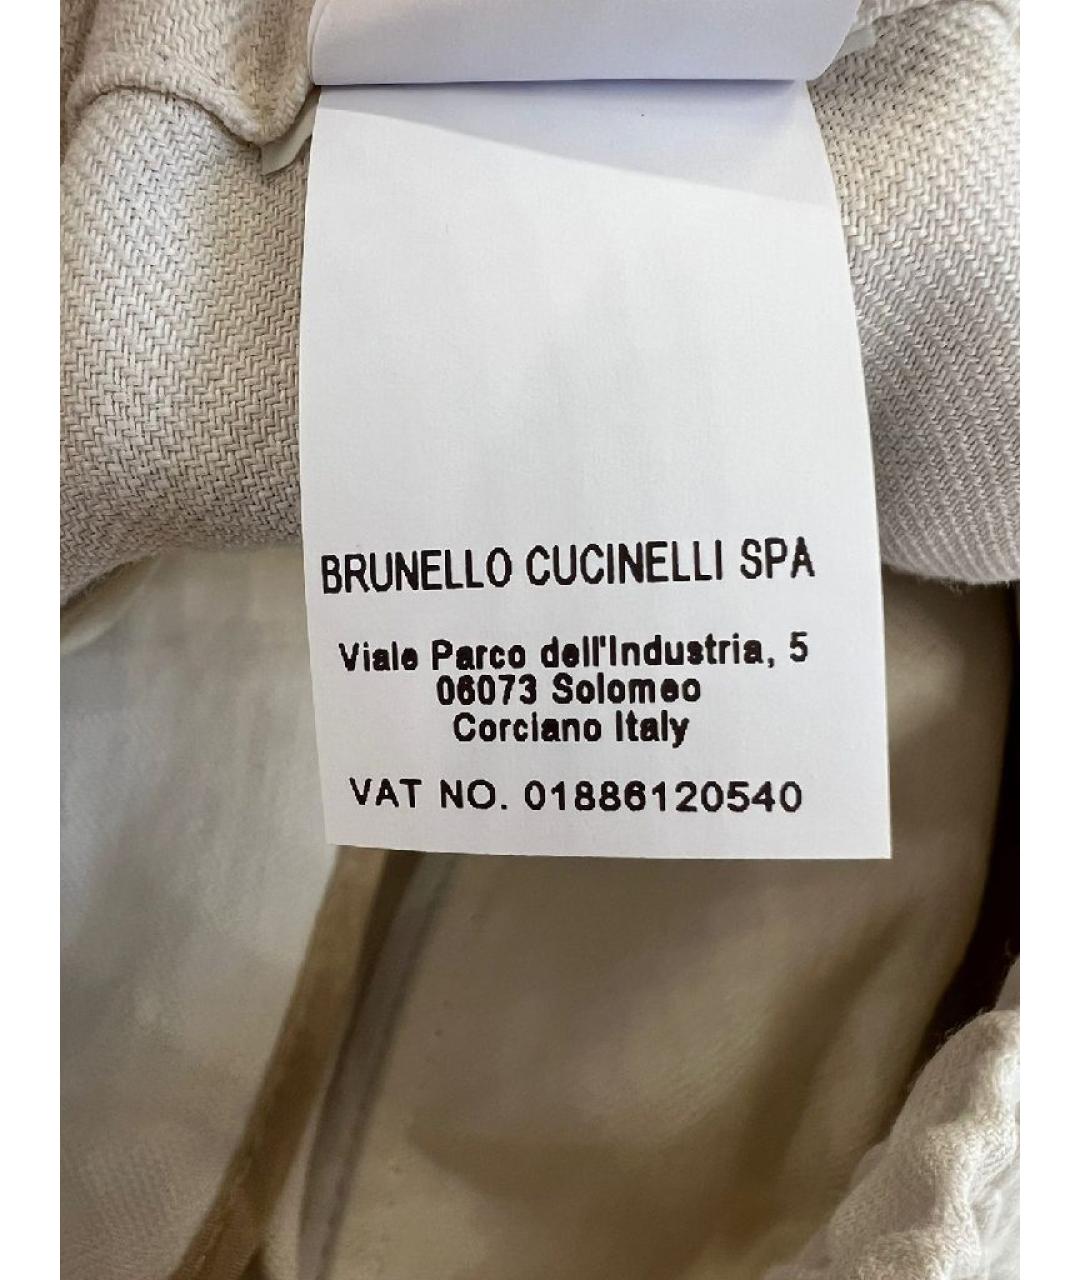 BRUNELLO CUCINELLI SPA
Viale Parco dell'Industria, 5
06073 Solomeo
Corciano Italy
VAT NO. 01886120540